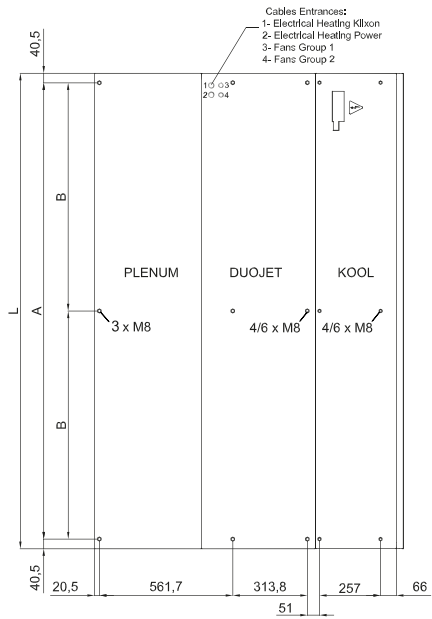 Cables Entrances:
1- Electrical Heating Klixon
2- Electrical Heating Power
3- Fans Group 1
4- Fans Group 2
40,5
1 3
2 4
B
PLENUM
DUOJET
KOOL
L
A
3 x M8
4/6 x M8
4/6 x M8
B
40,5
20,5
561,7
313,8
257
66
51